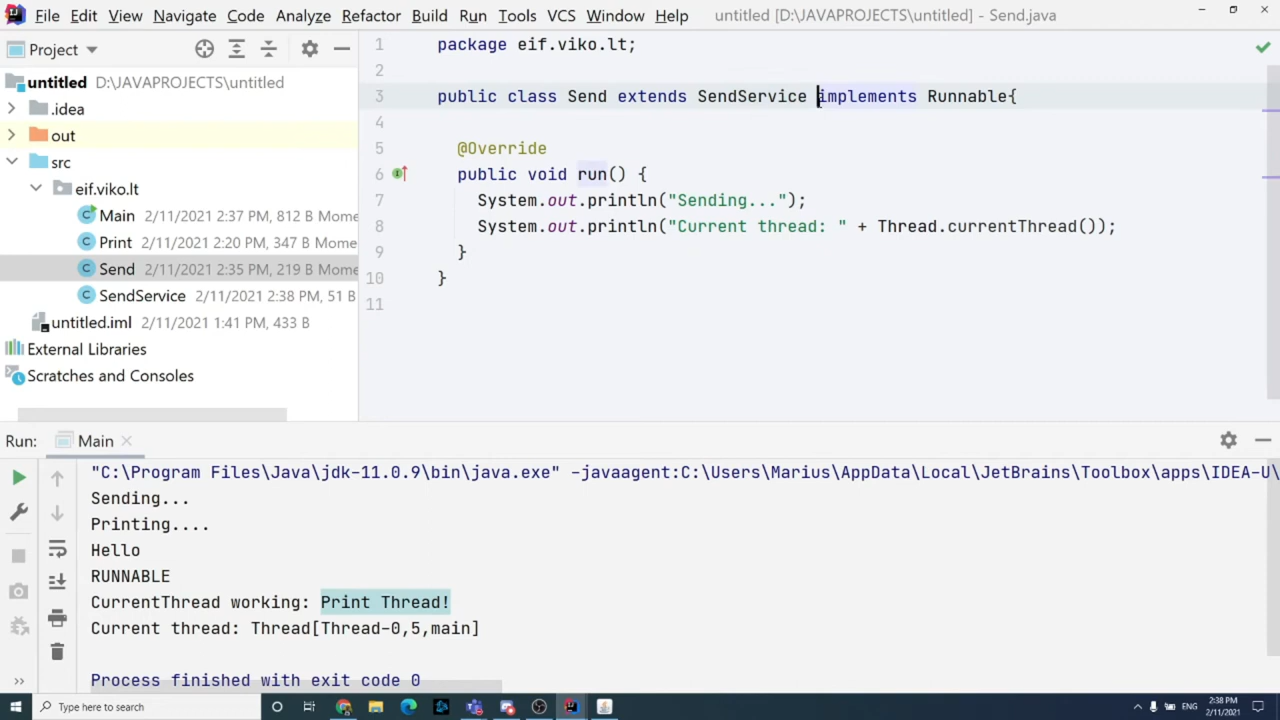 File Edit View Navigate Code Analyze Refactor Build Run Tools VCS Window Help untitled [D:\JAVAPROJECTS\untitled] - Send.java
Project
untitled D:\JAVAPROJECTS\untitled
.idea
out
src
eif.viko.lt
Main 2/11/2021 2:37 PM, 812 B Mome
Print 2/11/2021 2:20 PM, 347 B Mome
Send 2/11/2021 2:35 PM, 219 B Mome
SendService 2/11/2021 2:38 PM, 51 B
untitled.iml 2/11/2021 1:41 PM, 433 B
External Libraries
Scratches and Consoles
1 package eif.viko.lt;
2
3 public class Send extends SendService implements Runnable{
4
5 @Override
6 public void run() {
7 System.out.println("Sending...");
8 System.out.println("Current thread: " + Thread.currentThread());
9 }
10 }
11
Run: Main
"C:\Program Files\Java\jdk-11.0.9\bin\java.exe" -javaagent:C:\Users\Marius\AppData\Local\JetBrains\Toolbox\apps\IDEA-U\
Sending...
Printing....
Hello
RUNNABLE
CurrentThread working: Print Thread!
Current thread: Thread[Thread-0,5,main]
Process finished with exit code 0
Type here to search
ENG
2:38 PM
2/11/2021